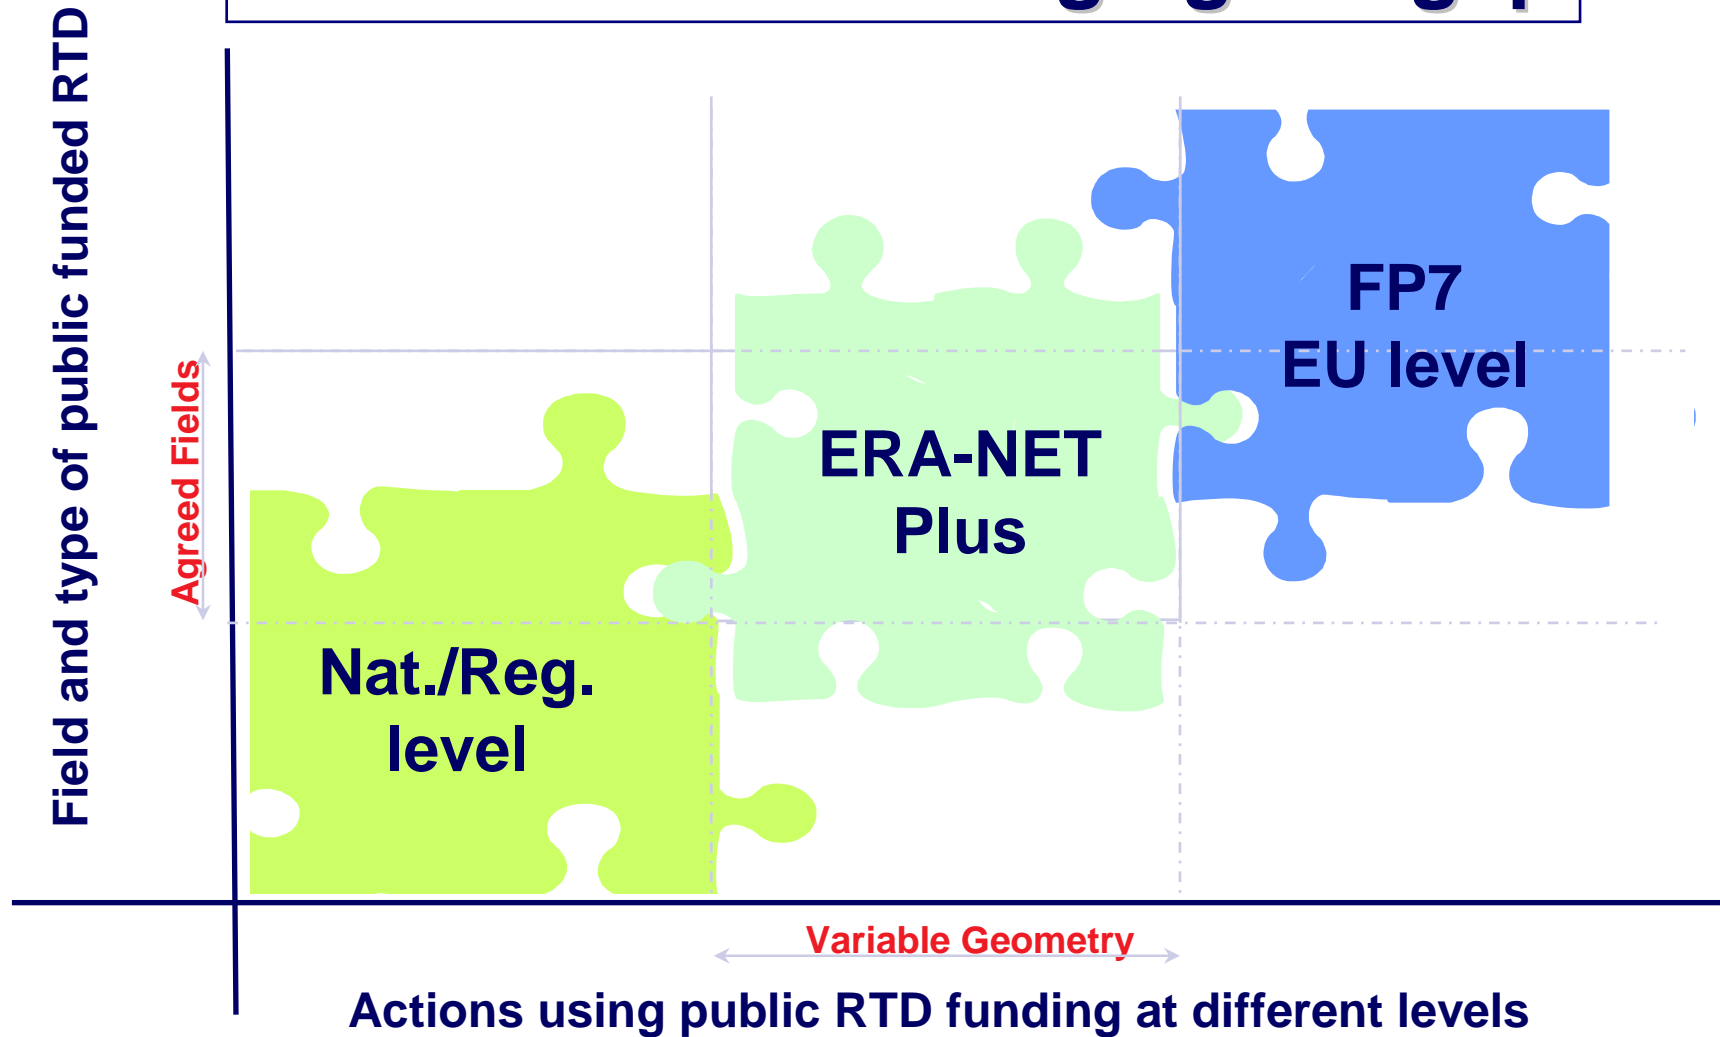 Field and type of public funded RTD
Agreed Fields
FP7
EU level
ERA-NET
Plus
Nat./Reg.
level
Variable Geometry
Actions using public RTD funding at different levels